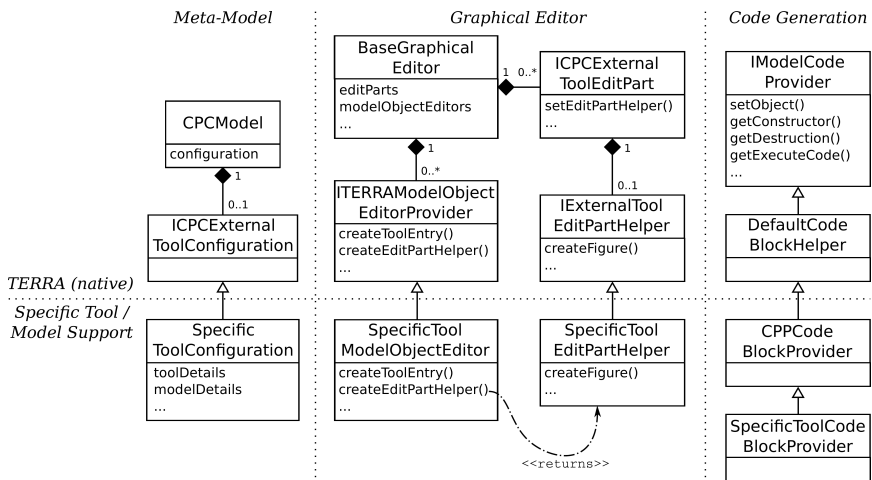 Meta-Model
Graphical Editor
Code Generation
CPCModel
configuration
1
0..1
ICPCExternal
ToolConfiguration
BaseGraphical
Editor
editParts
modelObjectEditors
...
1
0..*
1
0..*
ITERRAModelObject
EditorProvider
createToolEntry()
createEditPartHelper()
...
ICPCExternal
ToolEditPart
setEditPartHelper()
...
1
0..1
IExternalTool
EditPartHelper
createFigure()
...
IModelCode
Provider
setObject()
getConstructor()
getDestruction()
getExecuteCode()
...
DefaultCode
BlockHelper
TERRA (native)
Specific Tool /
Model Support
Specific
ToolConfiguration
toolDetails
modelDetails
...
SpecificTool
ModelObjectEditor
createToolEntry()
createEditPartHelper()
...
SpecificTool
EditPartHelper
createFigure()
...
<<returns>>
CPPCode
BlockProvider
SpecificToolCode
BlockProvider